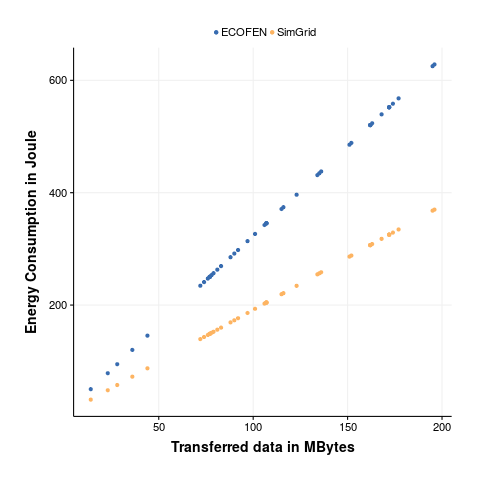 ECOFEN SimGrid
600
400
200
Energy Consumption in Joule
50 100 150 200
Transferred data in MBytes